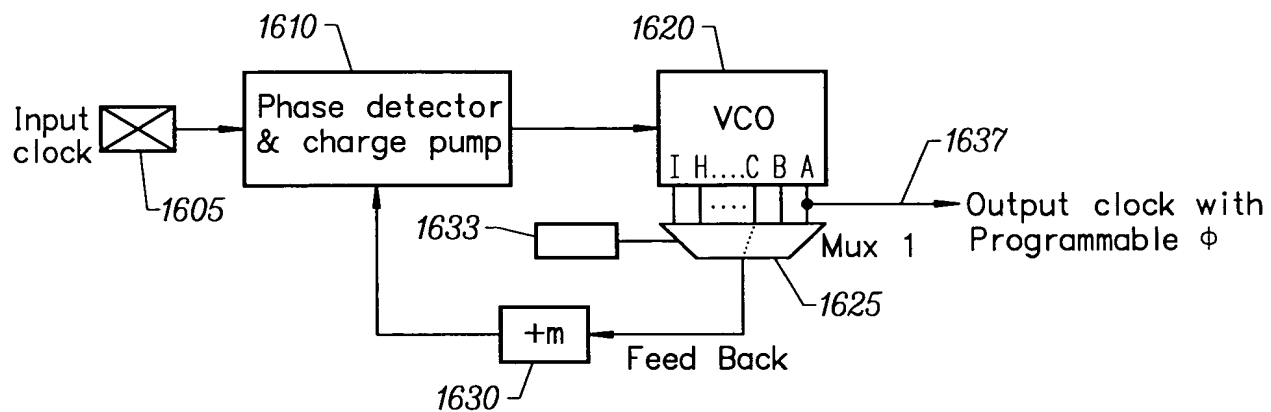 1610
1620
Input
clock
Phase detector
& charge pump
VCO
I H....C B A
1637
1605
1633
....
Output clock with
Programmable Φ
Mux 1
1625
+m
Feed Back
1630